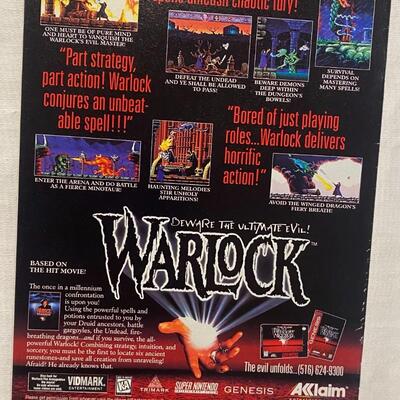 ONE MUST BE OF PURE MIND
AND HEART TO VANQUISH THE
WARLOCK'S EVIL MASTER!
DEFEAT THE UNDEAD
AND YE SHALL BE ALLOWED
TO PASS!
BEWARE DEMONS
DEEP WITHIN
THE DUNGEON'S
BOWELS!
SURVIVAL
DEPENDS ON
MASTERING
MANY SPELLS!
"Part strategy,
part action! Warlock
conjures an unbeat-
able spell!!!"
"Bored of just playing
roles...Warlock delivers
horrific
action!"
ENTER THE ARENA AND DO BATTLE
AS A FIERCE MINOTAUR!
HAUNTING MELODIES
STIR UNHOLY
APPARITIONS!
AVOID THE WINGED DRAGON'S
FIERY BREATH!
BEWARE THE ULTIMATE EVIL!
WARLOCK™
BASED ON
THE HIT MOVIE!
The once in a millennium
confrontation
is upon you!
Using the powerful spells and
potions entrusted to you by
your Druid ancestors, battle
gargoyles, the Undead, fire-
breathing dragons...and if you survive, the all-
powerful Warlock! Combining strategy, intuition, and
sorcery, you must be the first to locate six ancient
runestones-and save creation from unraveling!
Afraid? He already knows that.
The evil unfolds...(516) 624-9300
VIDMARK
ENTERTAINMENT
TRIMARK
SUPER NINTENDO
GENESIS
AKklaim